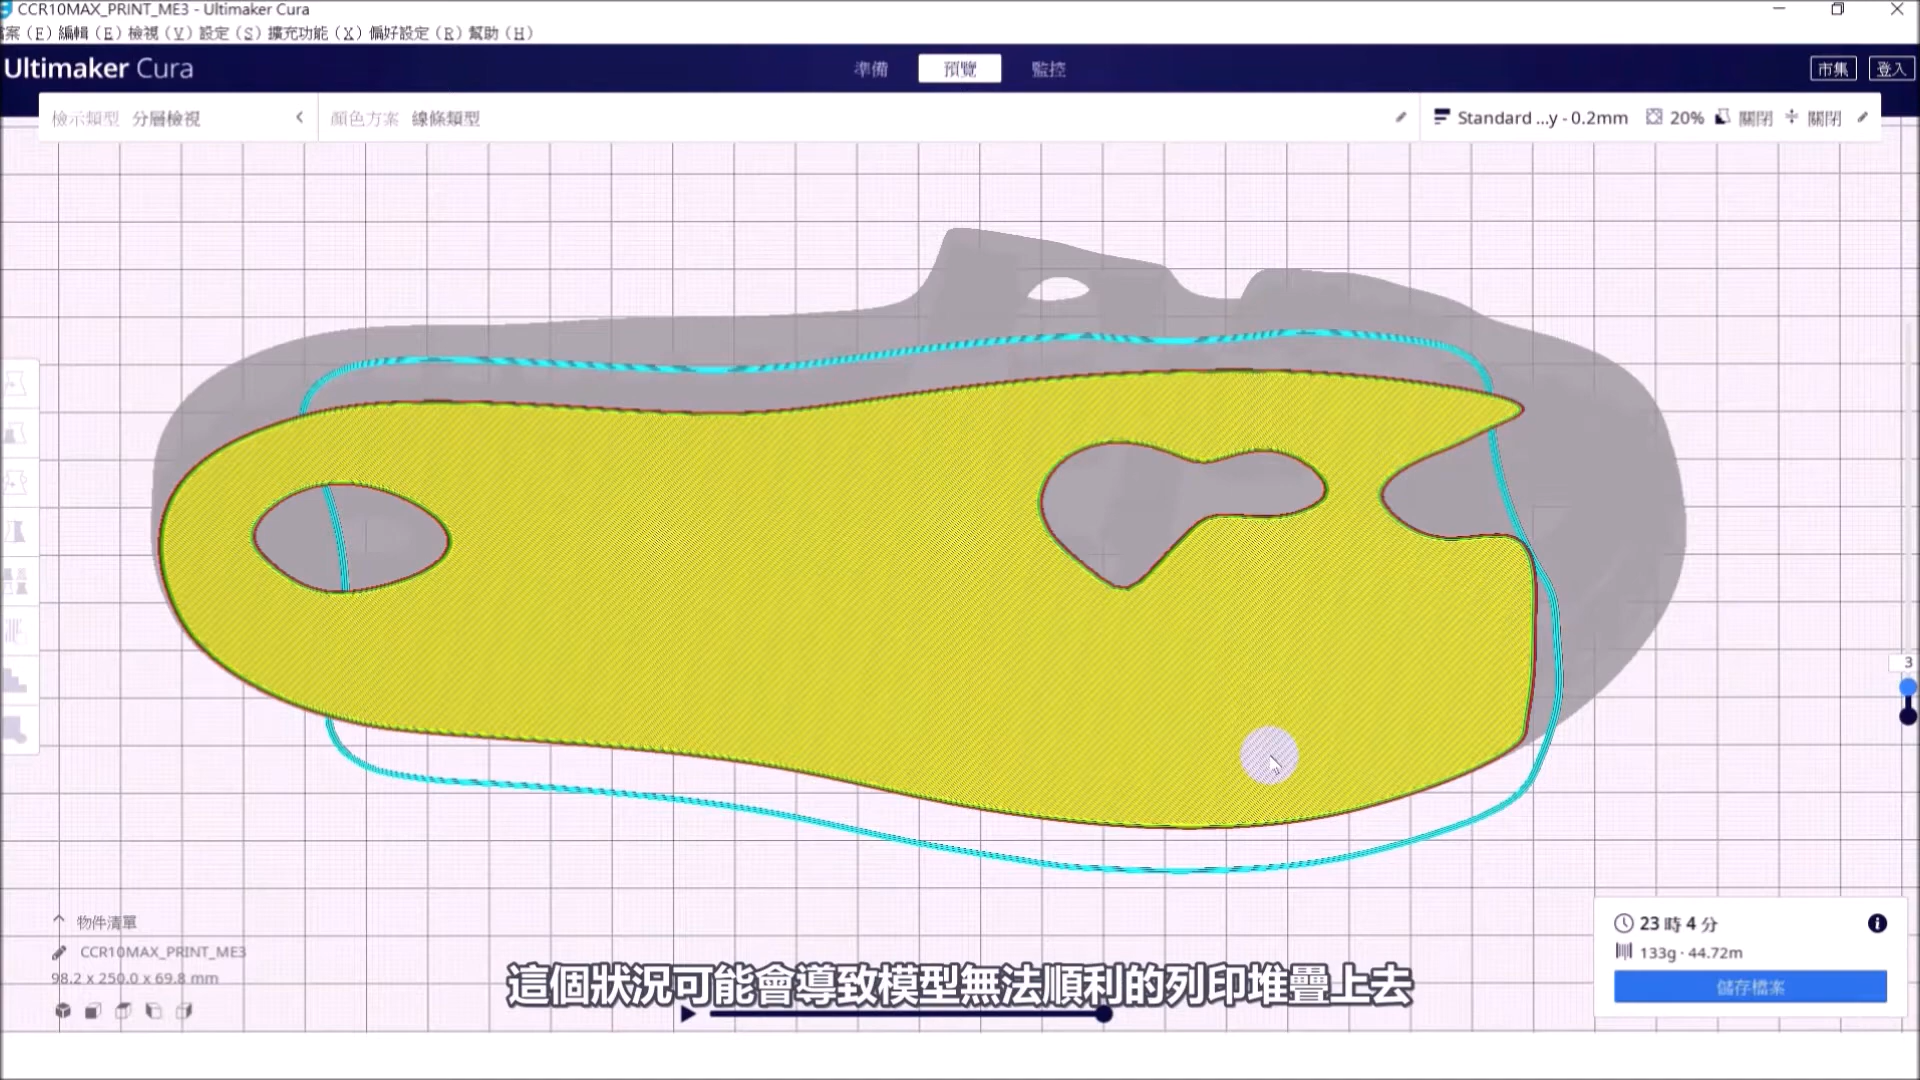 CCR10MAX_PRINT_ME3 - Ultimaker Cura
檔案 (F) 編輯 (E) 檢視 (V) 設定 (S) 擴充功能 (X) 偏好設定 (R) 幫助 (H)
Ultimaker Cura
準備 預覽 監控
市集 登入
檢示類型 分層檢視
顏色方案 線條類型
Standard ...y - 0.2mm 20% 關閉 關閉
3
物件清單
CCR10MAX_PRINT_ME3
98.2 x 250.0 x 69.8 mm
23 時 4 分
133g · 44.72m
儲存檔案
這個狀況可能會導致模型無法順利的列印堆疊上去